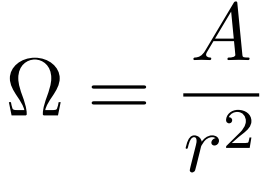 Ω = A / r²